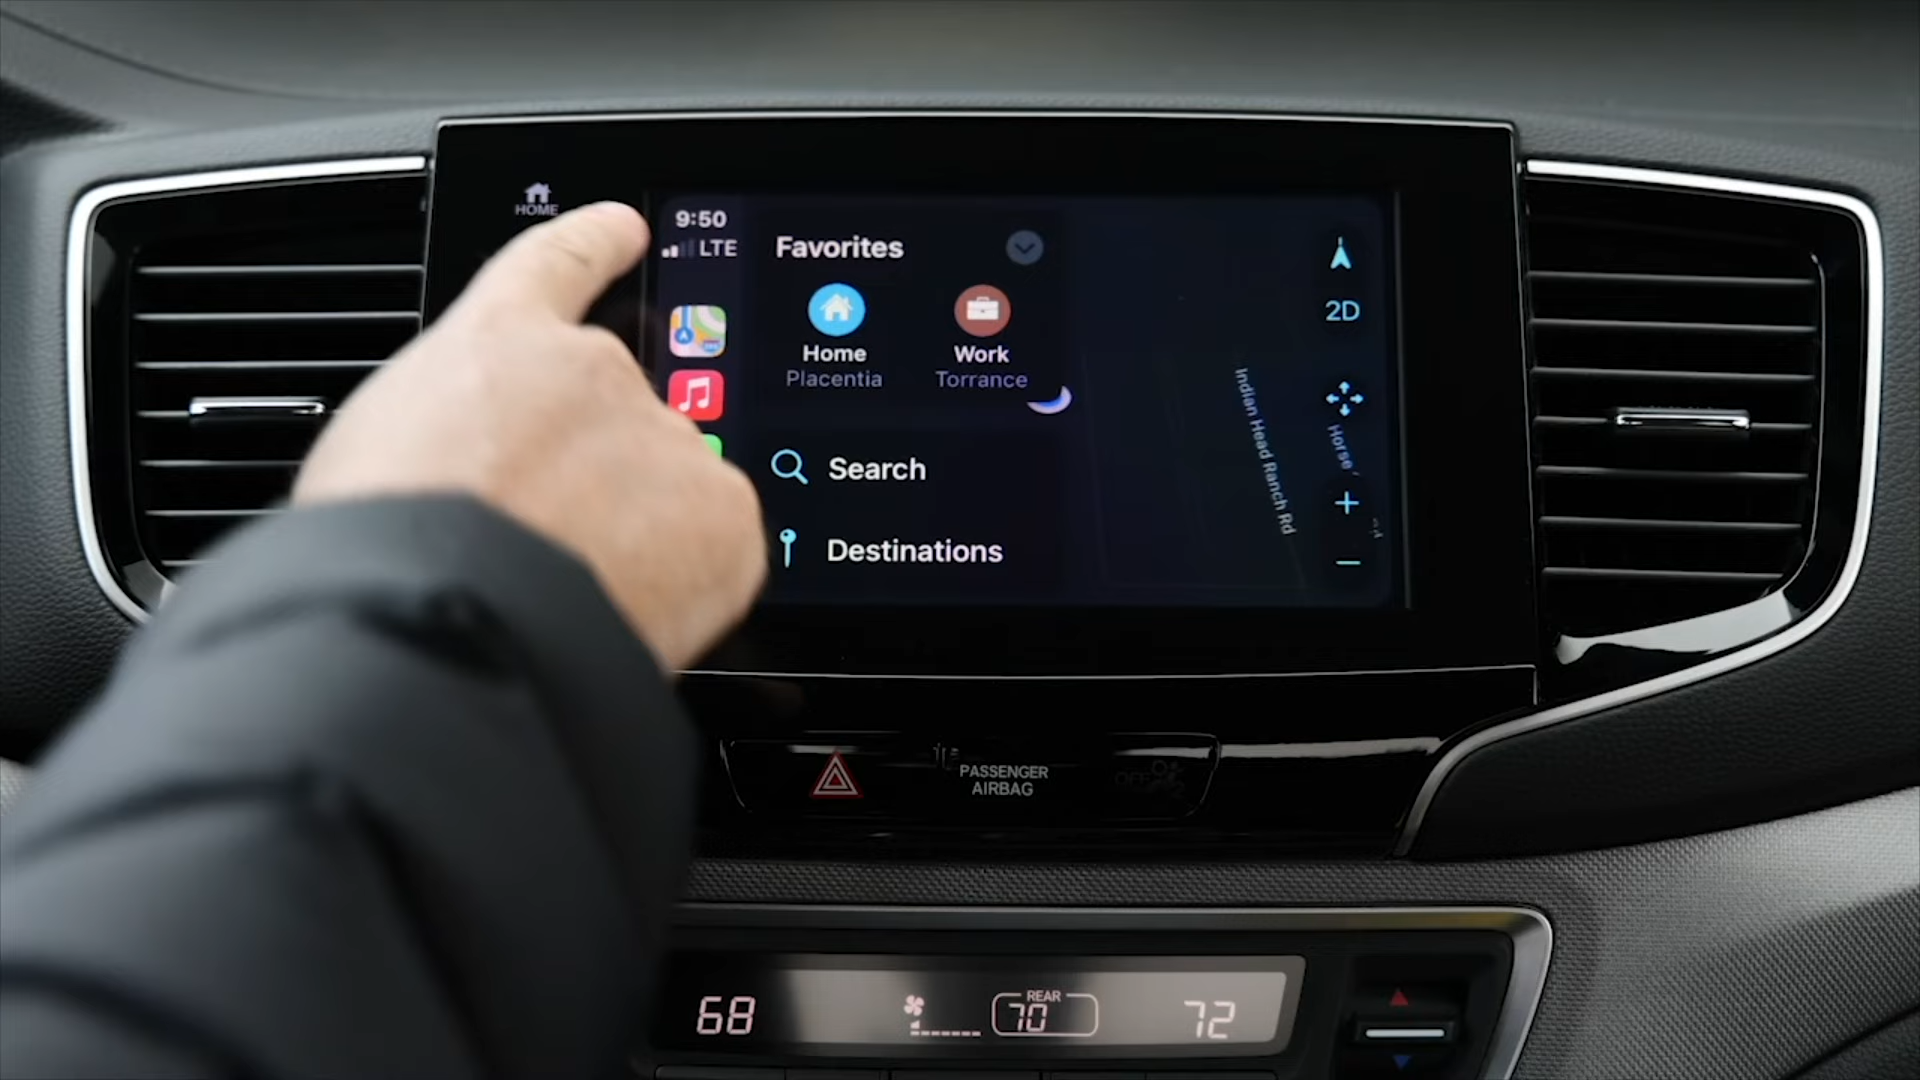 HOME
9:50
LTE
Favorites
2D
Home
Work
Placentia
Torrance
Indian Head Ranch Rd
Horse
Search
+
Destinations
−
PASSENGER
AIRBAG
OFF
REAR
68
70
72